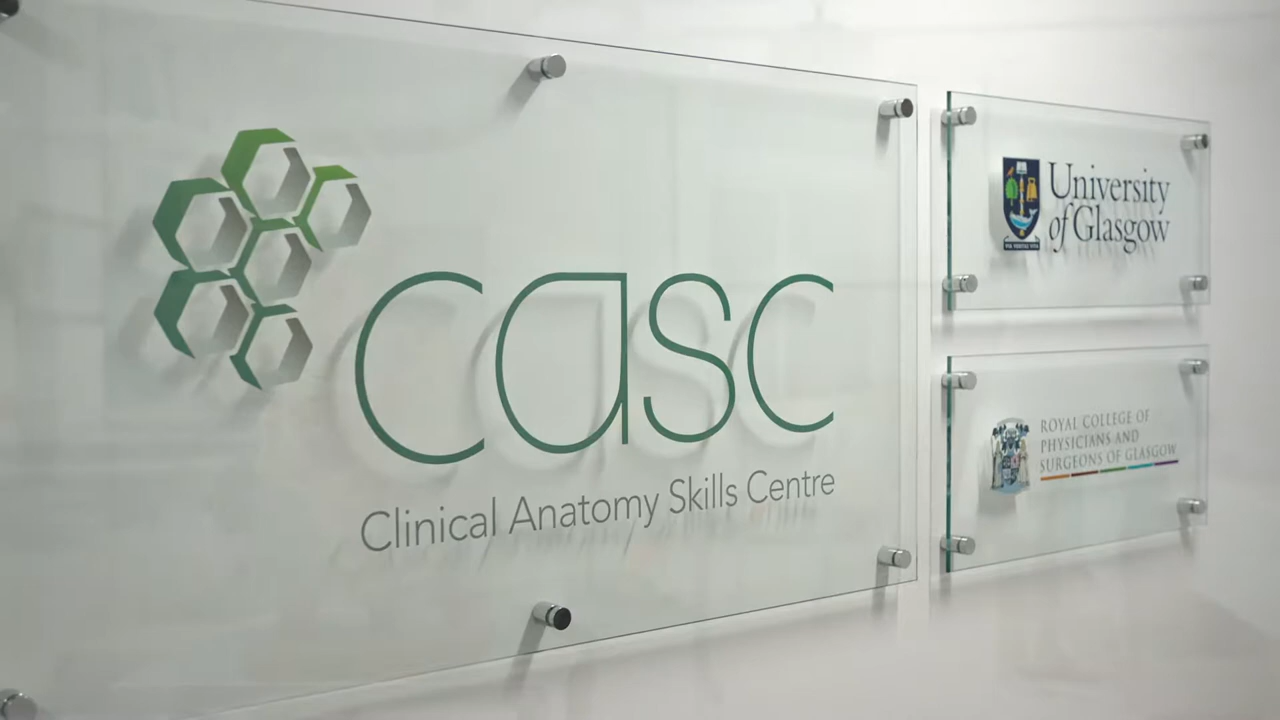 casc
Clinical Anatomy Skills Centre
University
of Glasgow
ROYAL COLLEGE OF
PHYSICIANS AND
SURGEONS OF GLASGOW